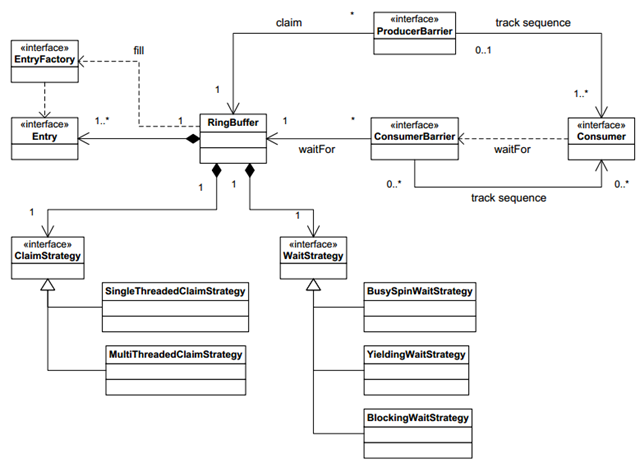 claim
*
«interface»
ProducerBarrier
track sequence
0..1
«interface»
EntryFactory
fill
1
1..*
«interface»
Entry
1..*
1
RingBuffer
1
waitFor
*
«interface»
ConsumerBarrier
waitFor
«interface»
Consumer
0..*
0..*
track sequence
1
1
1
1
«interface»
ClaimStrategy
«interface»
WaitStrategy
SingleThreadedClaimStrategy
BusySpinWaitStrategy
MultiThreadedClaimStrategy
YieldingWaitStrategy
BlockingWaitStrategy